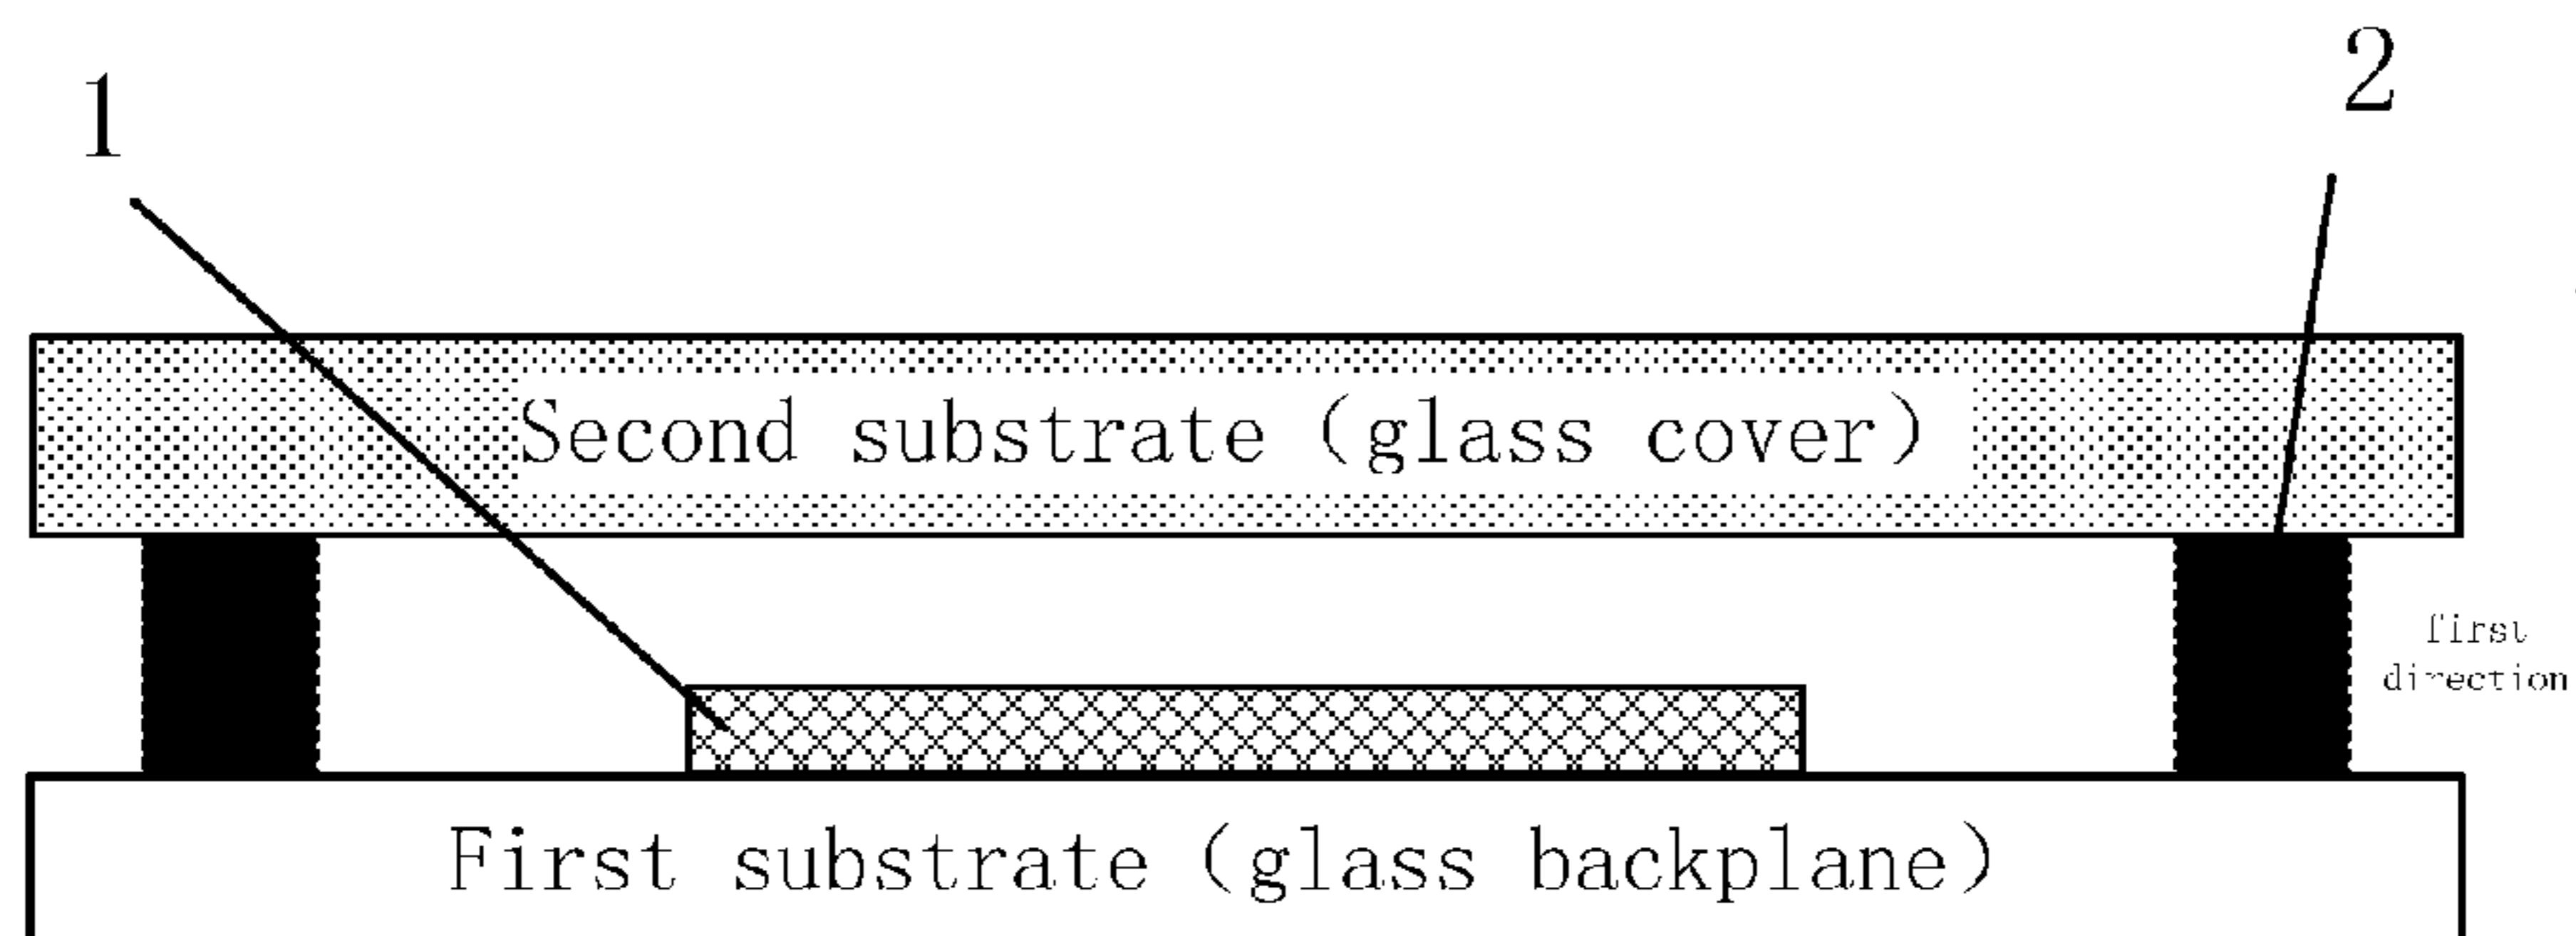 1
2
Second substrate (glass cover)
first
direction
First substrate (glass backplane)